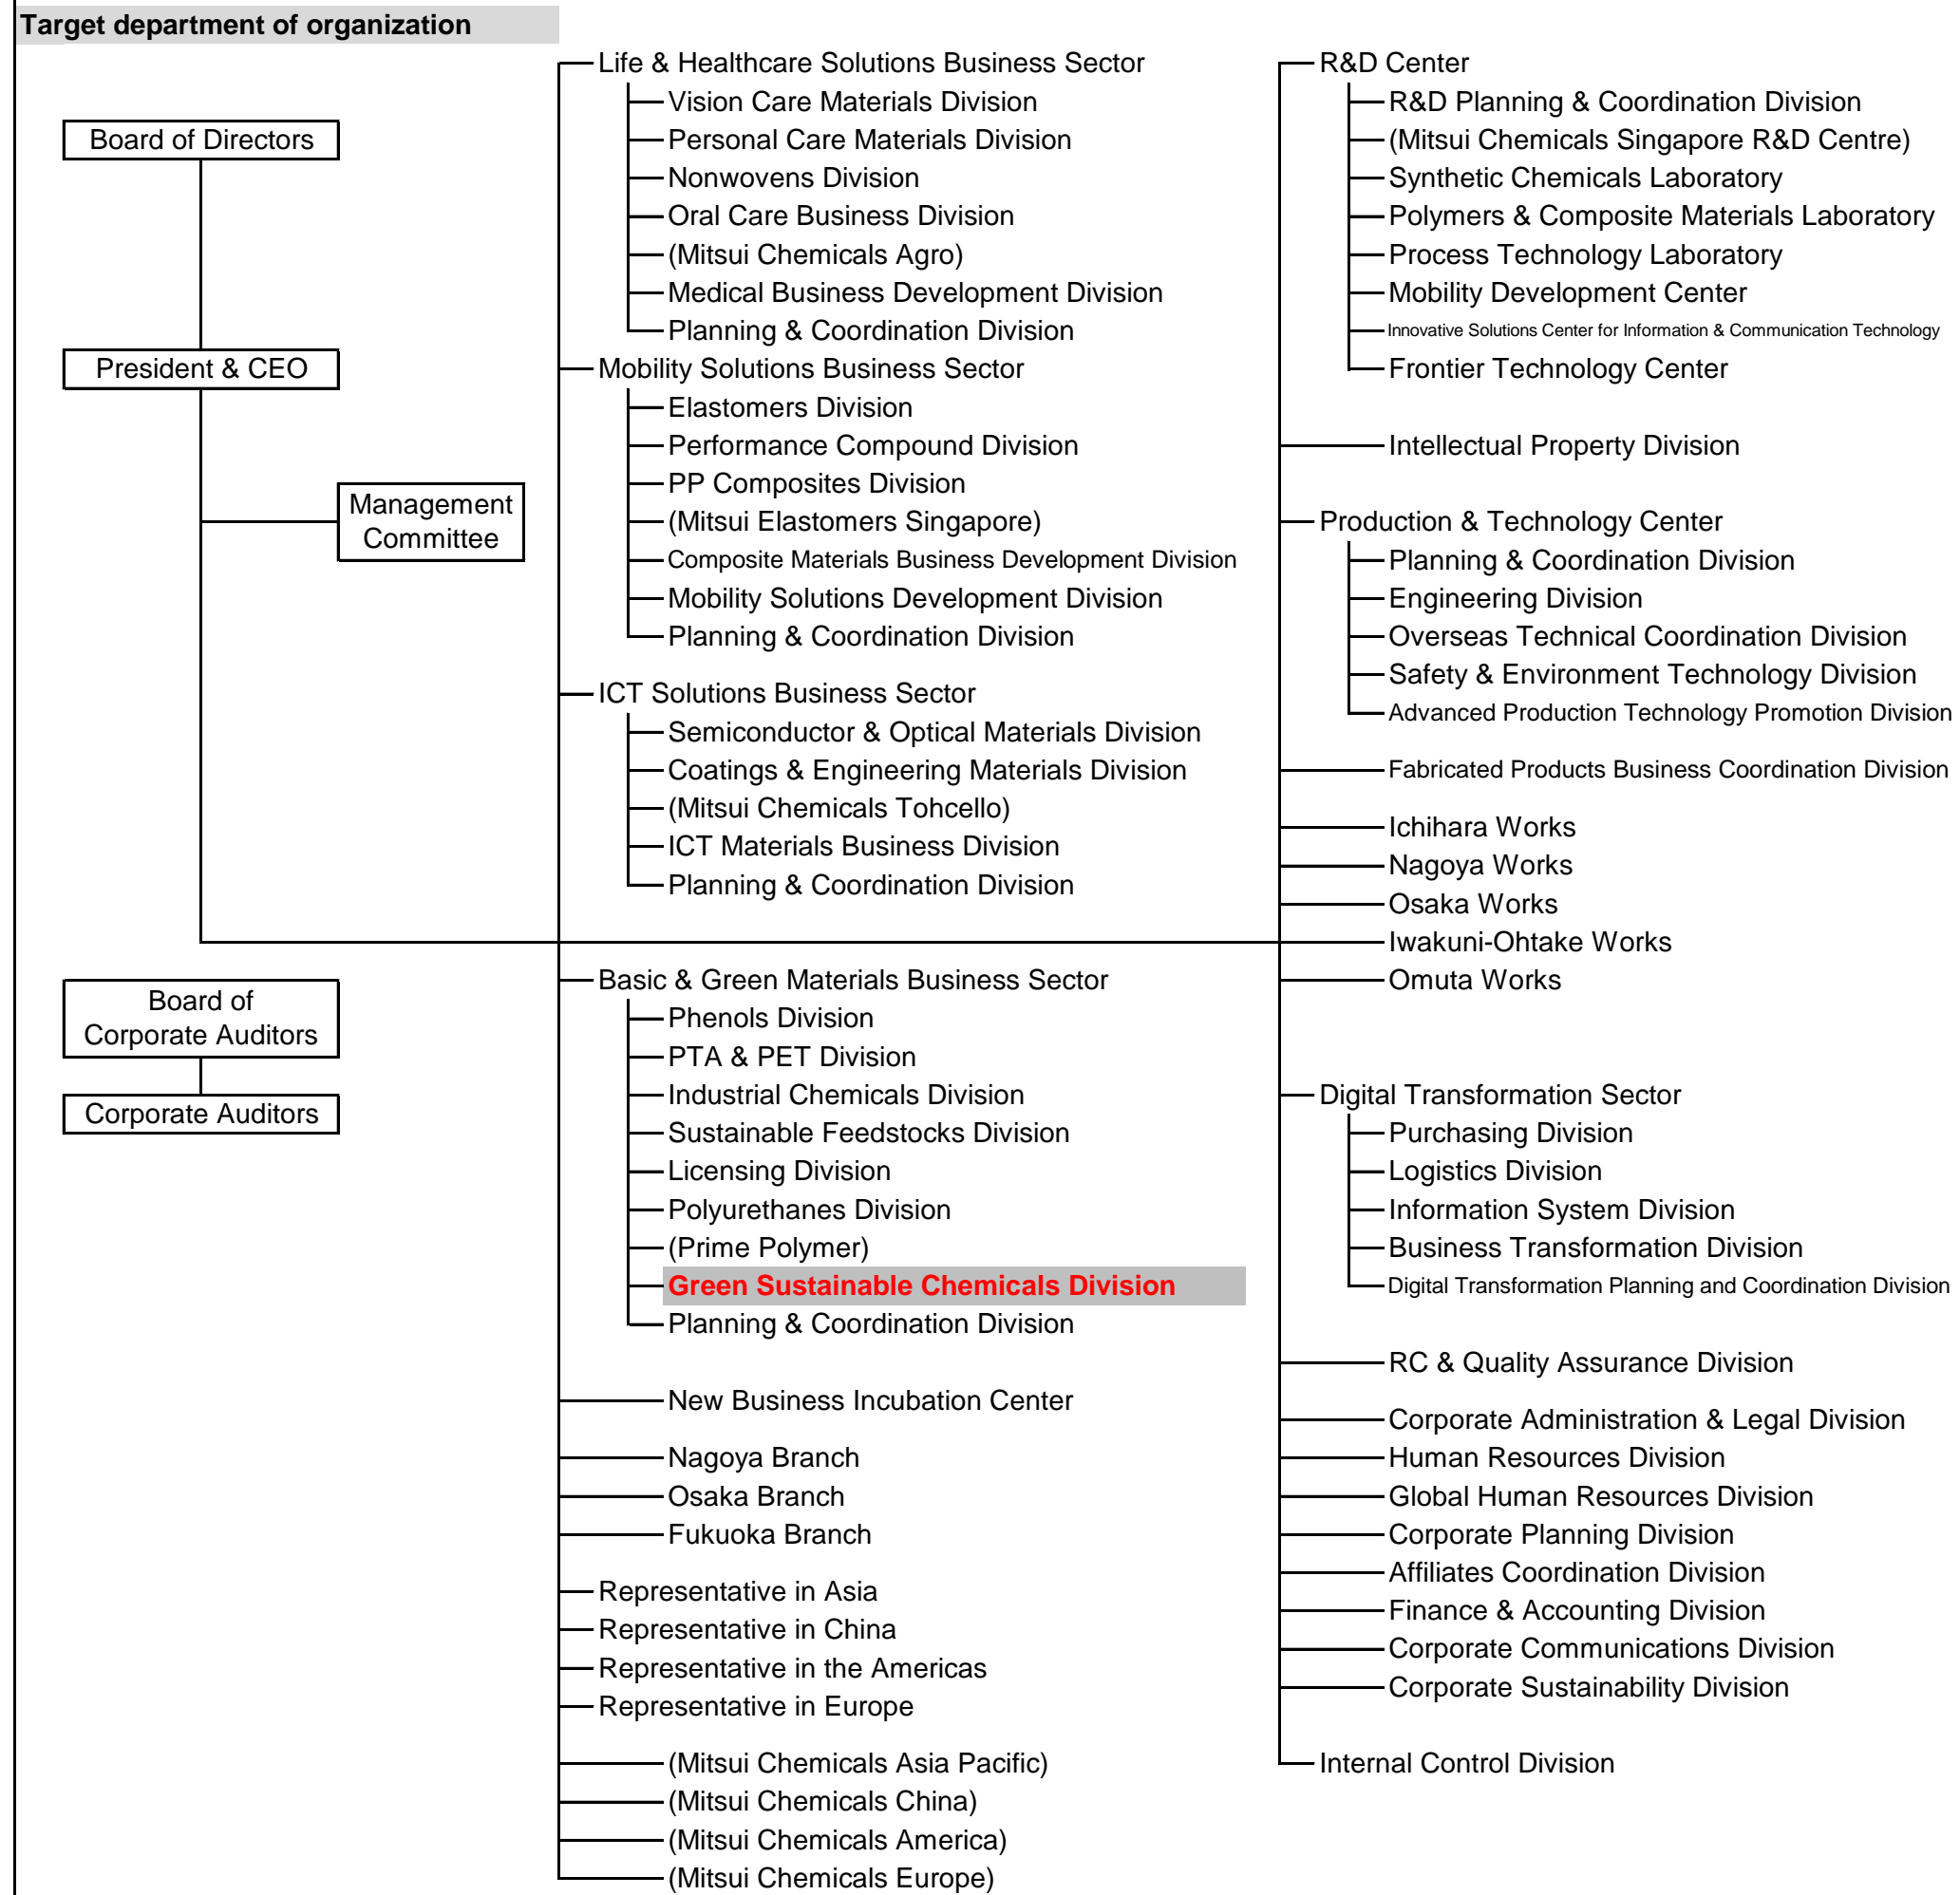 Target department of organization
Board of Directors
President & CEO
Management
Committee
Board of
Corporate Auditors
Corporate Auditors
Life & Healthcare Solutions Business Sector
Vision Care Materials Division
Personal Care Materials Division
Nonwovens Division
Oral Care Business Division
(Mitsui Chemicals Agro)
Medical Business Development Division
Planning & Coordination Division
Mobility Solutions Business Sector
Elastomers Division
Performance Compound Division
PP Composites Division
(Mitsui Elastomers Singapore)
Composite Materials Business Development Division
Mobility Solutions Development Division
Planning & Coordination Division
ICT Solutions Business Sector
Semiconductor & Optical Materials Division
Coatings & Engineering Materials Division
(Mitsui Chemicals Tohcello)
ICT Materials Business Division
Planning & Coordination Division
Basic & Green Materials Business Sector
Phenols Division
PTA & PET Division
Industrial Chemicals Division
Sustainable Feedstocks Division
Licensing Division
Polyurethanes Division
(Prime Polymer)
Green Sustainable Chemicals Division
Planning & Coordination Division
New Business Incubation Center
Nagoya Branch
Osaka Branch
Fukuoka Branch
Representative in Asia
Representative in China
Representative in the Americas
Representative in Europe
(Mitsui Chemicals Asia Pacific)
(Mitsui Chemicals China)
(Mitsui Chemicals America)
(Mitsui Chemicals Europe)
R&D Center
R&D Planning & Coordination Division
(Mitsui Chemicals Singapore R&D Centre)
Synthetic Chemicals Laboratory
Polymers & Composite Materials Laboratory
Process Technology Laboratory
Mobility Development Center
Innovative Solutions Center for Information & Communication Technology
Frontier Technology Center
Intellectual Property Division
Production & Technology Center
Planning & Coordination Division
Engineering Division
Overseas Technical Coordination Division
Safety & Environment Technology Division
Advanced Production Technology Promotion Division
Fabricated Products Business Coordination Division
Ichihara Works
Nagoya Works
Osaka Works
Iwakuni-Ohtake Works
Omuta Works
Digital Transformation Sector
Purchasing Division
Logistics Division
Information System Division
Business Transformation Division
Digital Transformation Planning and Coordination Division
RC & Quality Assurance Division
Corporate Administration & Legal Division
Human Resources Division
Global Human Resources Division
Corporate Planning Division
Affiliates Coordination Division
Finance & Accounting Division
Corporate Communications Division
Corporate Sustainability Division
Internal Control Division